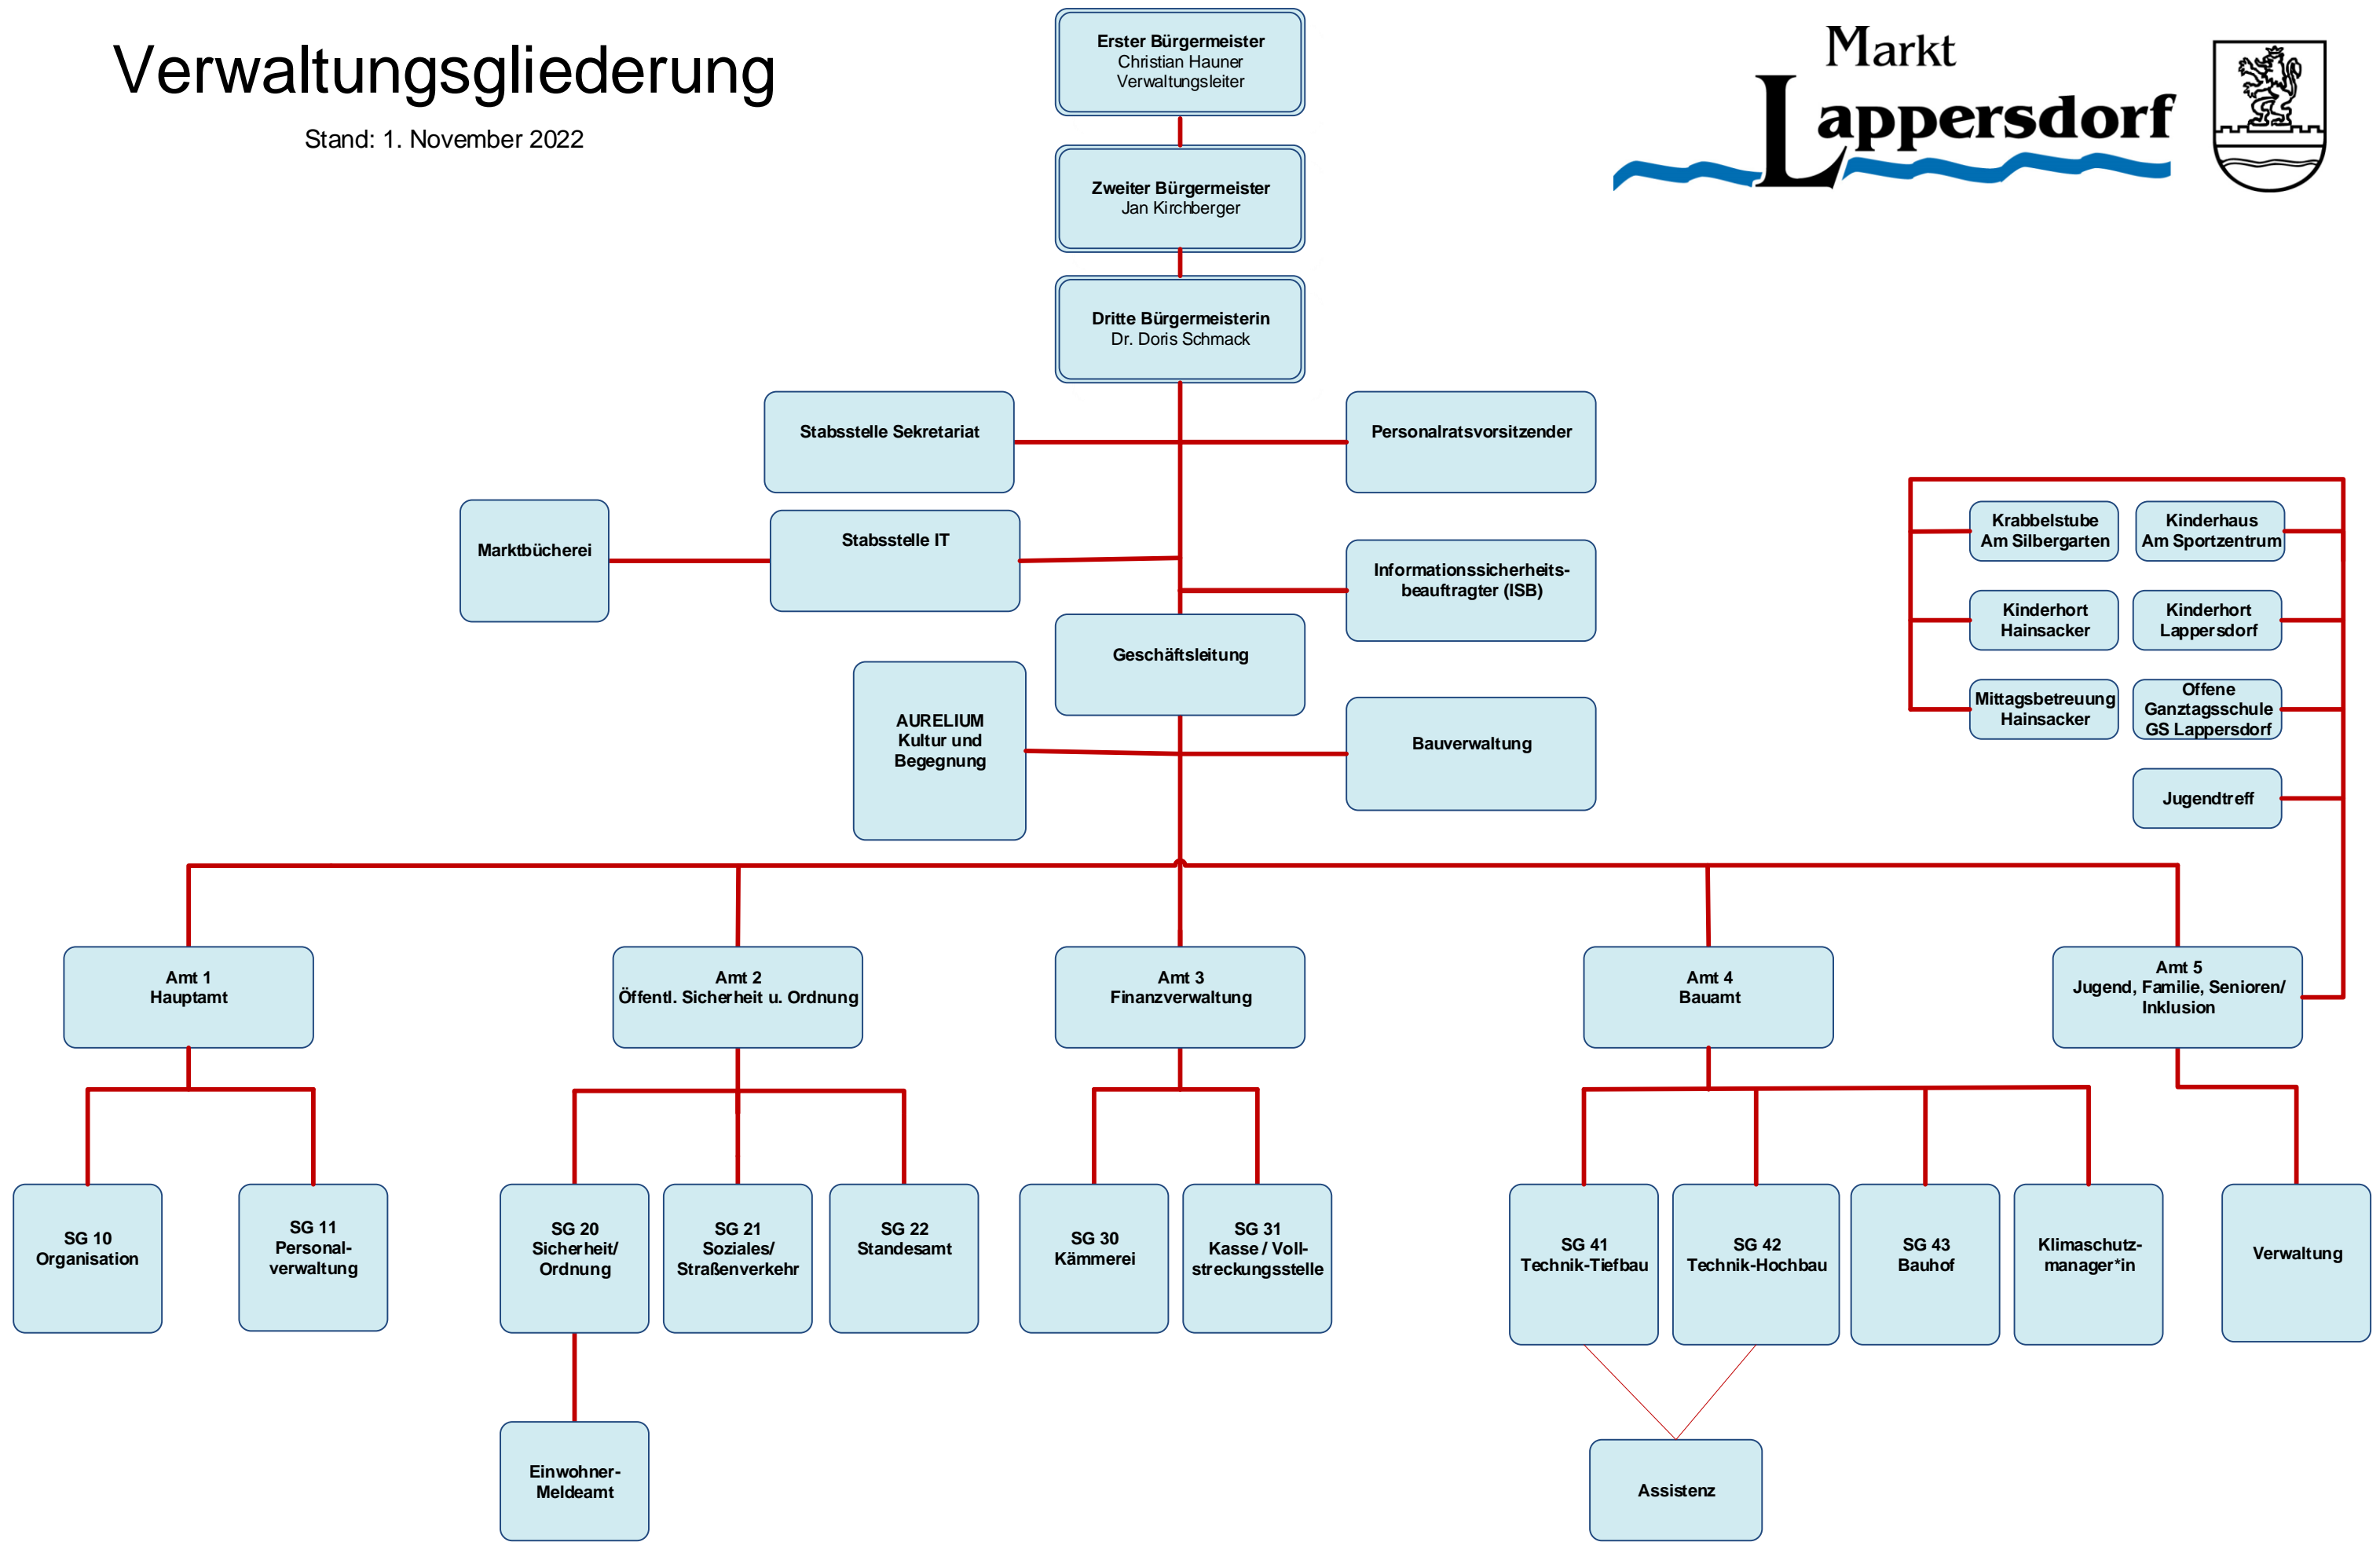 Verwaltungsgliederung
Stand: 1. November 2022
Markt
Lappersdorf
Erster Bürgermeister
Christian Hauner
Verwaltungsleiter
Zweiter Bürgermeister
Jan Kirchberger
Dritte Bürgermeisterin
Dr. Doris Schmack
Stabsstelle Sekretariat
Personalratsvorsitzender
Marktbücherei
Stabsstelle IT
Informationssicherheits-
beauftragter (ISB)
Geschäftsleitung
AURELIUM
Kultur und
Begegnung
Bauverwaltung
Krabbelstube
Am Silbergarten
Kinderhaus
Am Sportzentrum
Kinderhort
Hainsacker
Kinderhort
Lappersdorf
Mittagsbetreuung
Hainsacker
Offene
Ganztagsschule
GS Lappersdorf
Jugendtreff
Amt 1
Hauptamt
Amt 2
Öffentl. Sicherheit u. Ordnung
Amt 3
Finanzverwaltung
Amt 4
Bauamt
Amt 5
Jugend, Familie, Senioren/
Inklusion
SG 10
Organisation
SG 11
Personal-
verwaltung
SG 20
Sicherheit/
Ordnung
SG 21
Soziales/
Straßenverkehr
SG 22
Standesamt
SG 30
Kämmerei
SG 31
Kasse / Voll-
streckungsstelle
SG 41
Technik-Tiefbau
SG 42
Technik-Hochbau
SG 43
Bauhof
Klimaschutz-
manager*in
Verwaltung
Einwohner-
Meldeamt
Assistenz